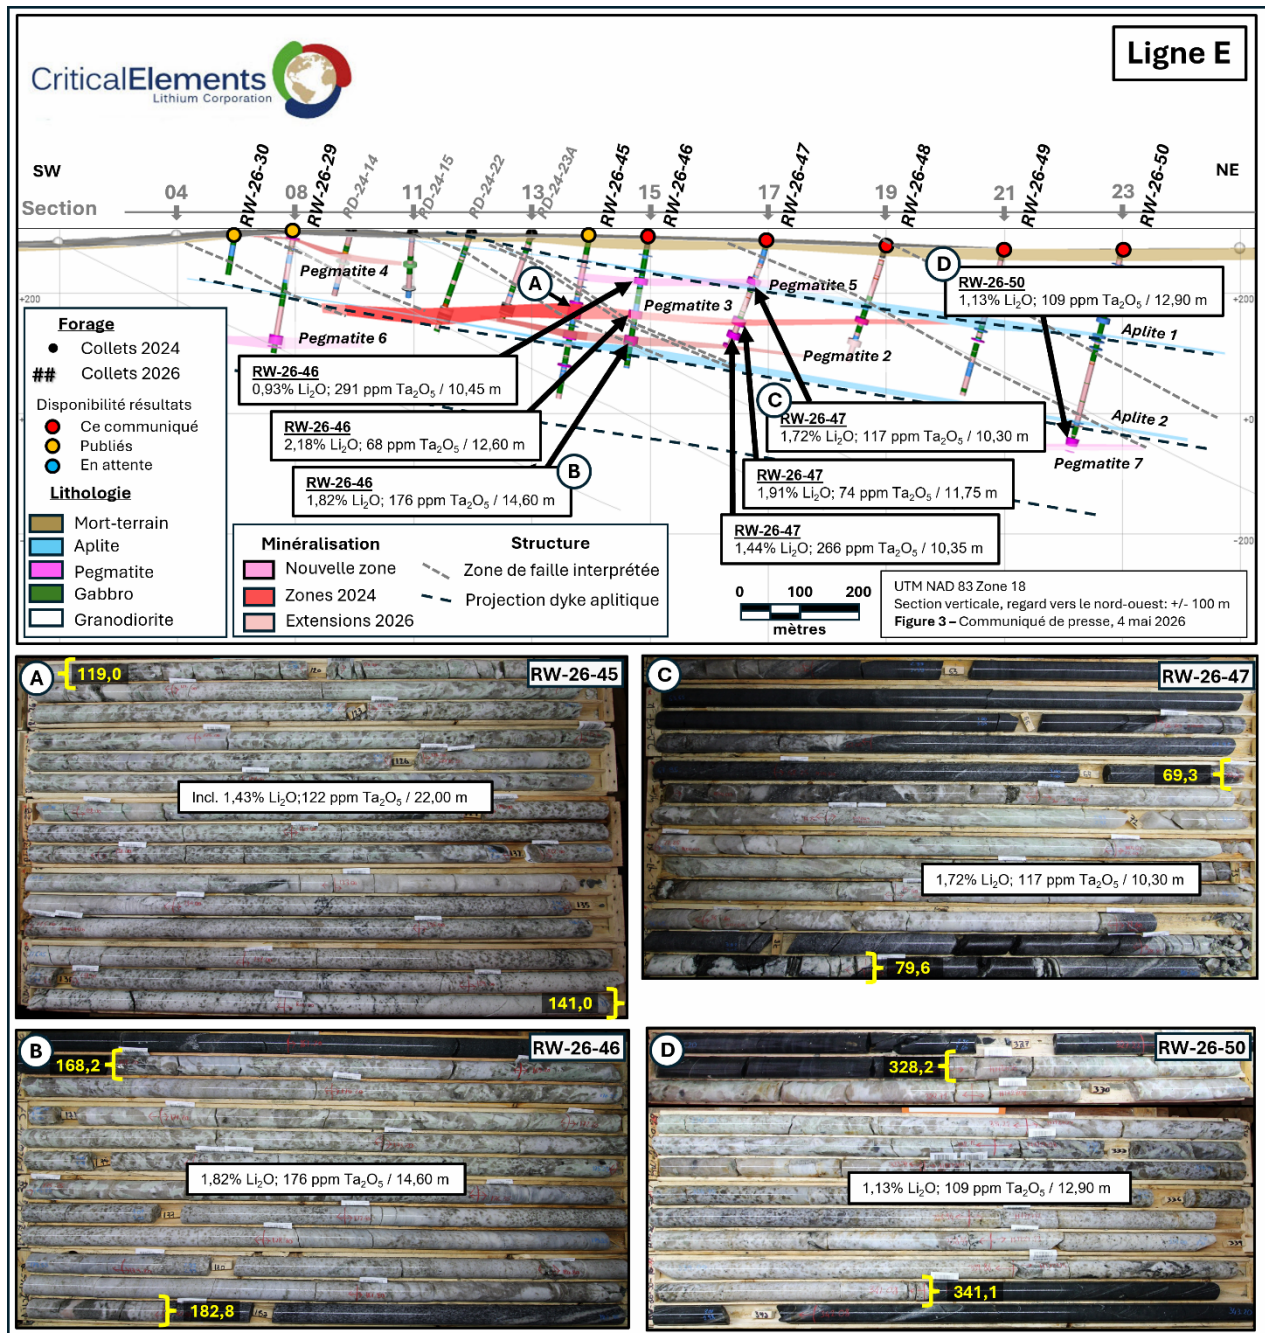 CriticalElements
Lithium Corporation
Ligne E
SW
NE
Section
04
08
11
13
15
17
19
21
23
RW-26-30
RW-26-29
RD-24-14
RD-24-15
RD-24-22
RD-24-23A
RW-26-45
RW-26-46
RW-26-47
RW-26-48
RW-26-49
RW-26-50
+200
+200
+0
-200
Pegmatite 4
Pegmatite 6
Pegmatite 3
Pegmatite 5
Pegmatite 2
Pegmatite 7
Aplite 1
Aplite 2
A
B
C
D
RW-26-50
1,13% Li₂O; 109 ppm Ta₂O₅ / 12,90 m
RW-26-46
0,93% Li₂O; 291 ppm Ta₂O₅ / 10,45 m
RW-26-46
2,18% Li₂O; 68 ppm Ta₂O₅ / 12,60 m
RW-26-46
1,82% Li₂O; 176 ppm Ta₂O₅ / 14,60 m
RW-26-47
1,72% Li₂O; 117 ppm Ta₂O₅ / 10,30 m
RW-26-47
1,91% Li₂O; 74 ppm Ta₂O₅ / 11,75 m
RW-26-47
1,44% Li₂O; 266 ppm Ta₂O₅ / 10,35 m
Forage
Collets 2024
## Collets 2026
Disponibilité résultats
Ce communiqué
Publiés
En attente
Lithologie
Mort-terrain
Aplite
Pegmatite
Gabbro
Granodiorite
Minéralisation
Nouvelle zone
Zones 2024
Extensions 2026
Structure
Zone de faille interprétée
Projection dyke aplitique
0 100 200
mètres
UTM NAD 83 Zone 18
Section verticale, regard vers le nord-ouest: +/- 100 m
Figure 3 – Communiqué de presse, 4 mai 2026
A
119,0
RW-26-45
Incl. 1,43% Li₂O;122 ppm Ta₂O₅ / 22,00 m
141,0
C
RW-26-47
69,3
1,72% Li₂O; 117 ppm Ta₂O₅ / 10,30 m
79,6
B
168,2
RW-26-46
1,82% Li₂O; 176 ppm Ta₂O₅ / 14,60 m
182,8
D
328,2
RW-26-50
1,13% Li₂O; 109 ppm Ta₂O₅ / 12,90 m
341,1